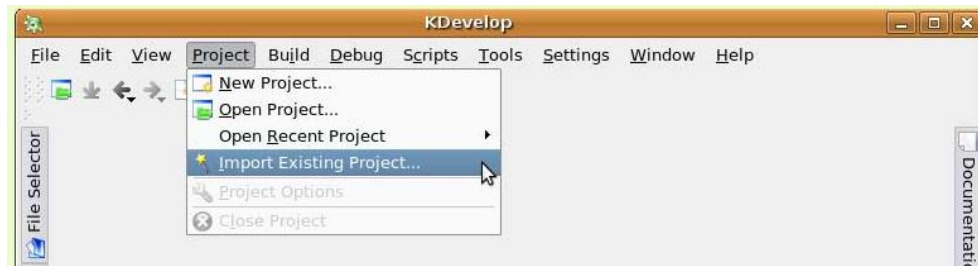 KDevelop
File Edit View Project Build Debug Scripts Tools Settings Window Help
New Project...
Open Project...
Open Recent Project
Import Existing Project...
Project Options
Close Project
File Selector